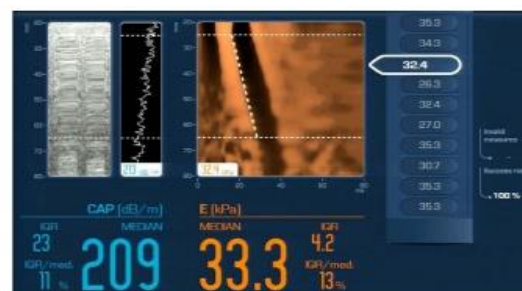 35.3
34.3
32.4
26.3
32.4
27.0
35.3
30.7
35.3
35.3
Invalid
measures
100 %
CAP (dB/m)
IQR
23
MEDIAN
209
IQR/med.
11 %
E (kPa)
MEDIAN
33.3
IQR
4.2
IQR/med.
13 %